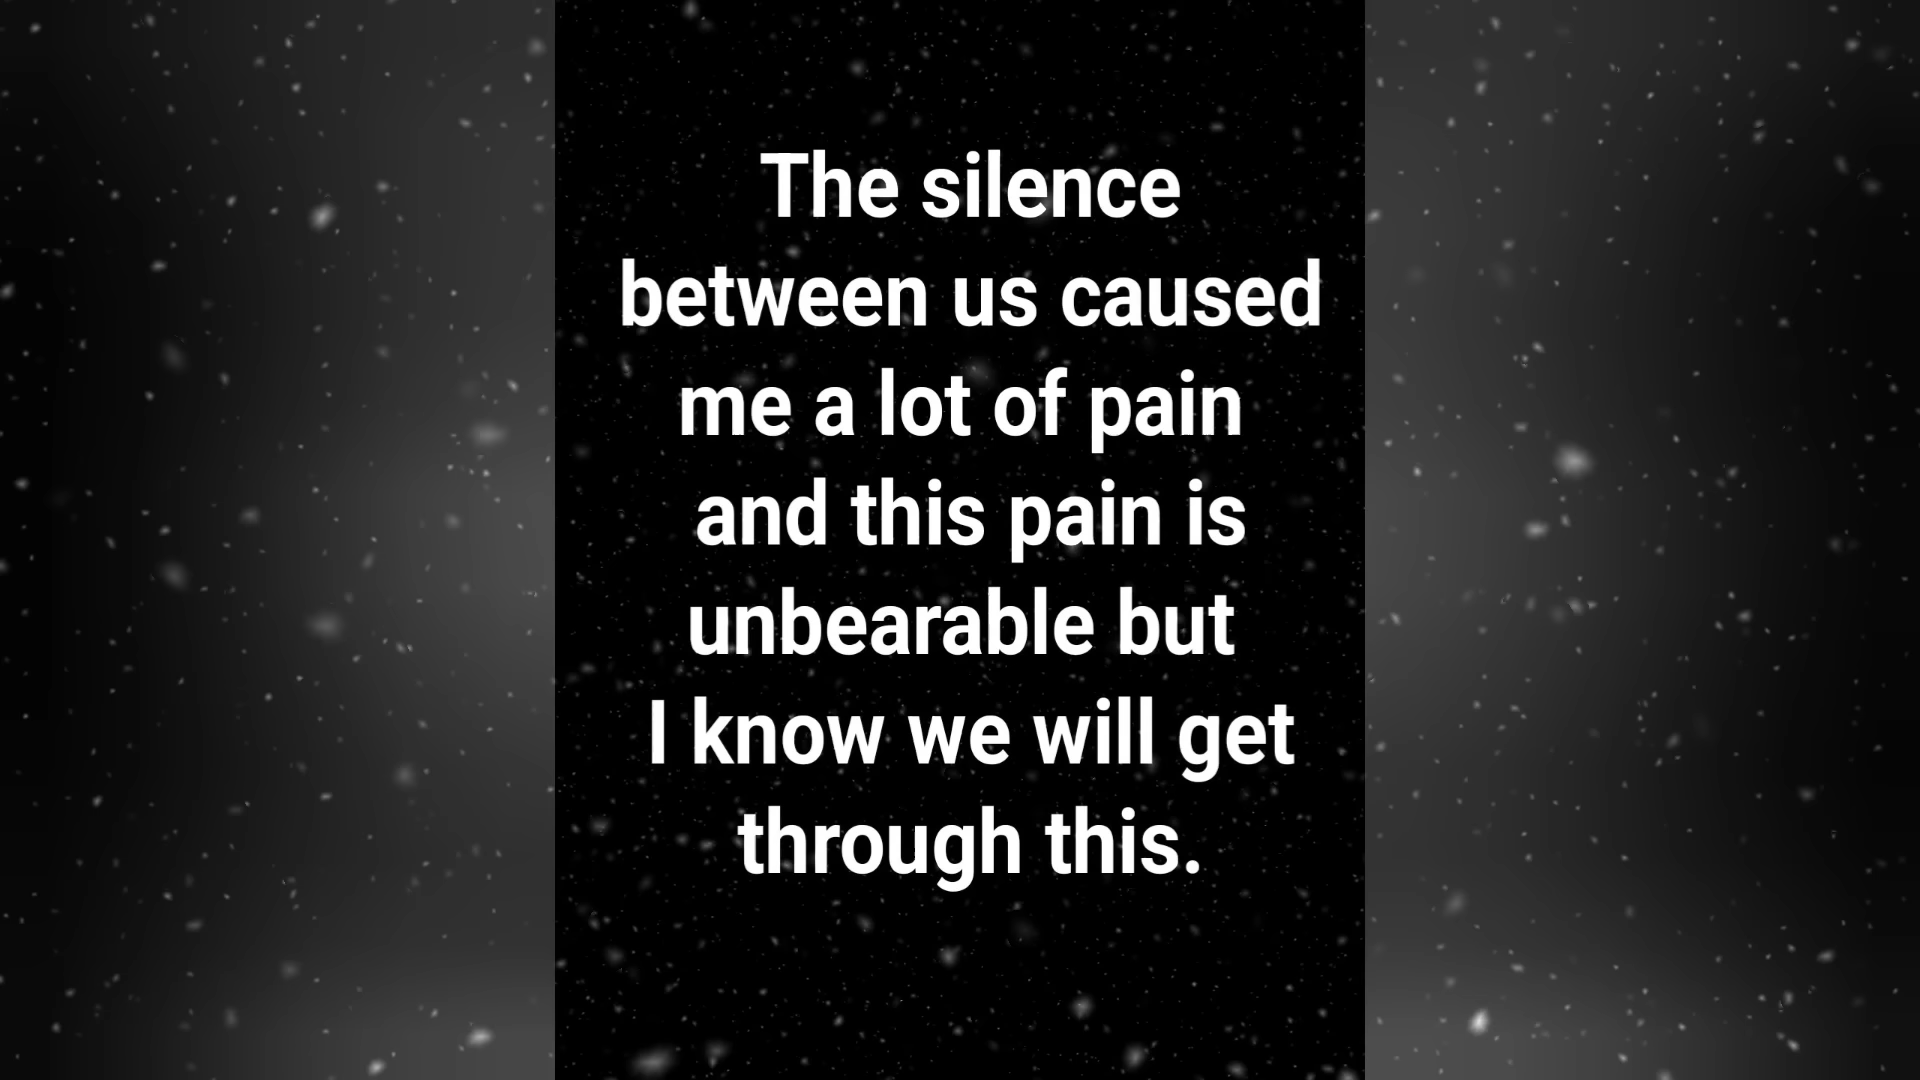 The silence
between us caused
me a lot of pain
and this pain is
unbearable but
I know we will get
through this.